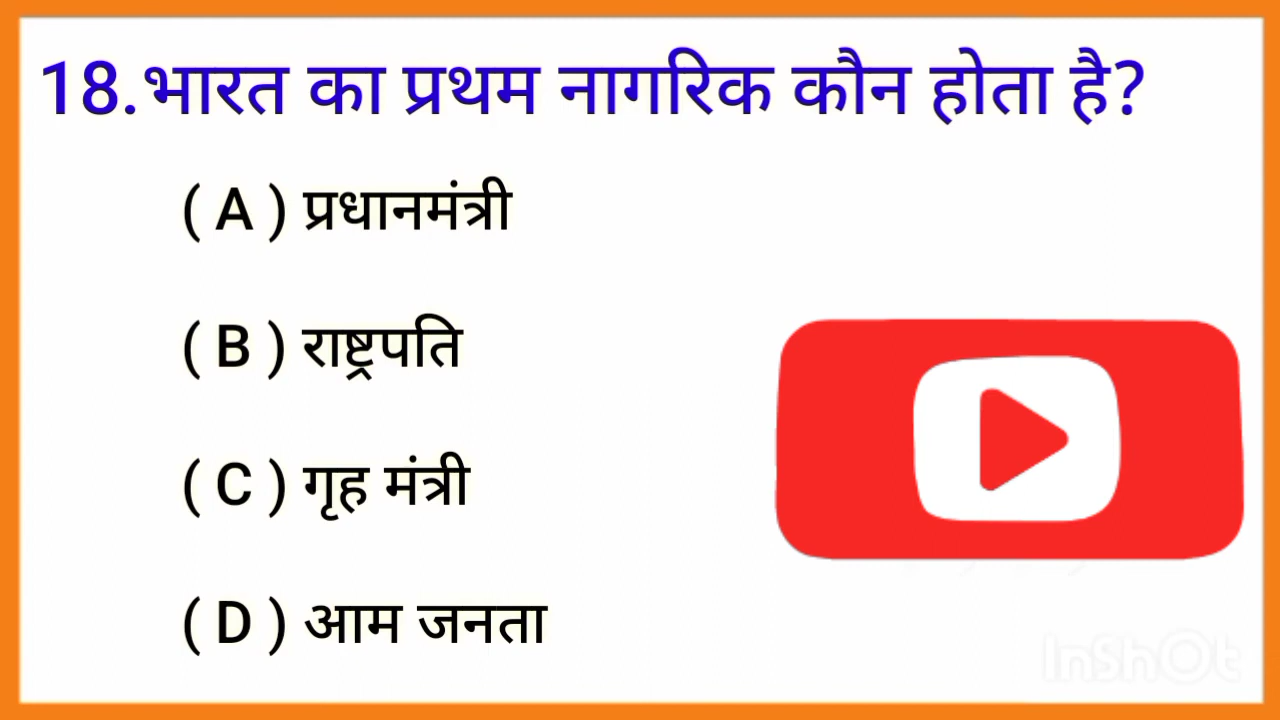 18.भारत का प्रथम नागरिक कौन होता है?
( A ) प्रधानमंत्री
( B ) राष्ट्रपति
( C ) गृह मंत्री
( D ) आम जनता
InShOt